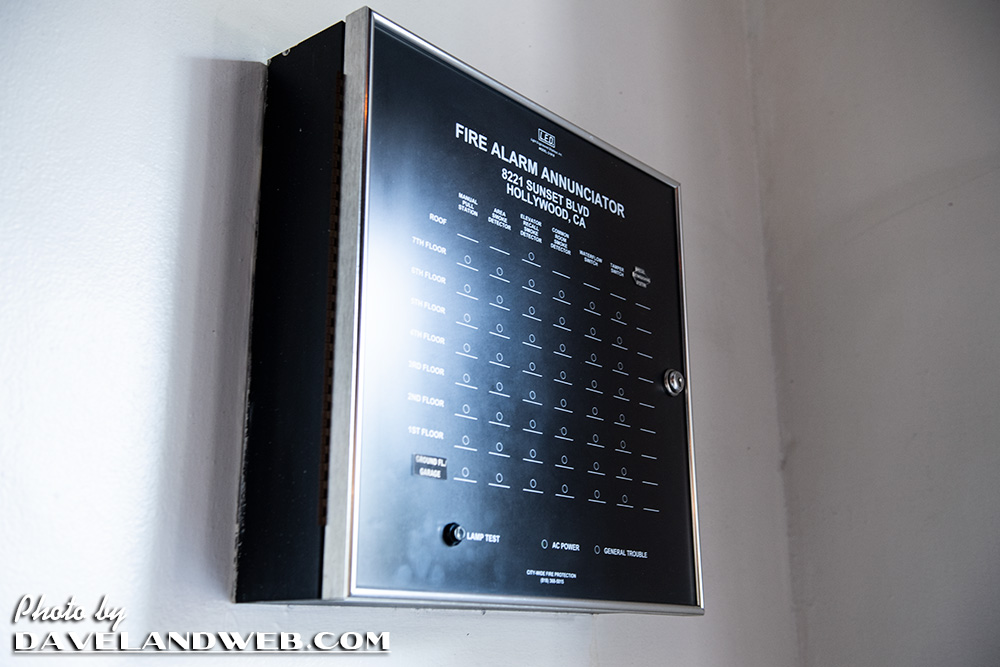 LED
FIRE ALARM ANNUNCIATOR
8221 SUNSET BLVD
HOLLYWOOD, CA
MANUAL
PULL
STATION
AREA
SMOKE
DETECTOR
ELEVATOR
RECALL
SMOKE
DETECTOR
COMMON
ROOM
SMOKE
DETECTOR
WATERFLOW
SWITCH
TAMPER
SWITCH
ROOF
7TH FLOOR
6TH FLOOR
5TH FLOOR
4TH FLOOR
3RD FLOOR
2ND FLOOR
1ST FLOOR
GROUND FL/
GARAGE
LAMP TEST
AC POWER
GENERAL TROUBLE
CITY-WIDE FIRE PROTECTION
Photo by
DAVELANDWEB.COM